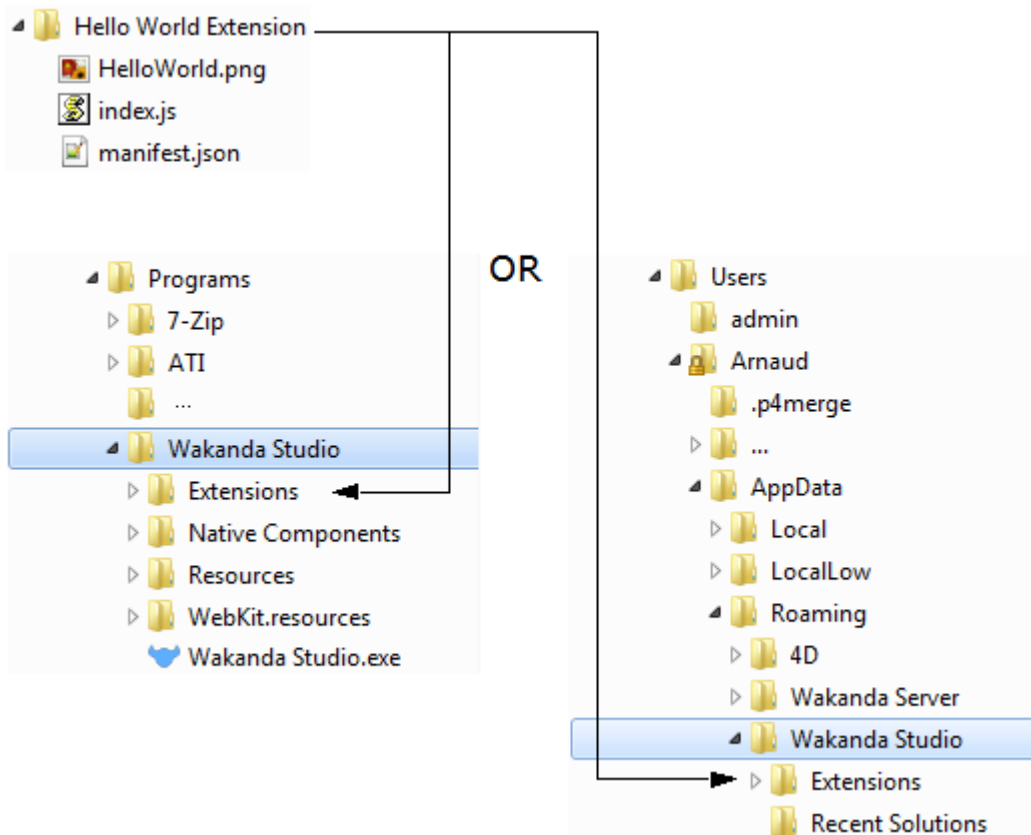 Hello World Extension
HelloWorld.png
index.js
manifest.json
OR
Programs
7-Zip
ATI
...
Wakanda Studio
Extensions
Native Components
Resources
WebKit.resources
Wakanda Studio.exe
Users
admin
Arnaud
.p4merge
...
AppData
Local
LocalLow
Roaming
4D
Wakanda Server
Wakanda Studio
Extensions
Recent Solutions